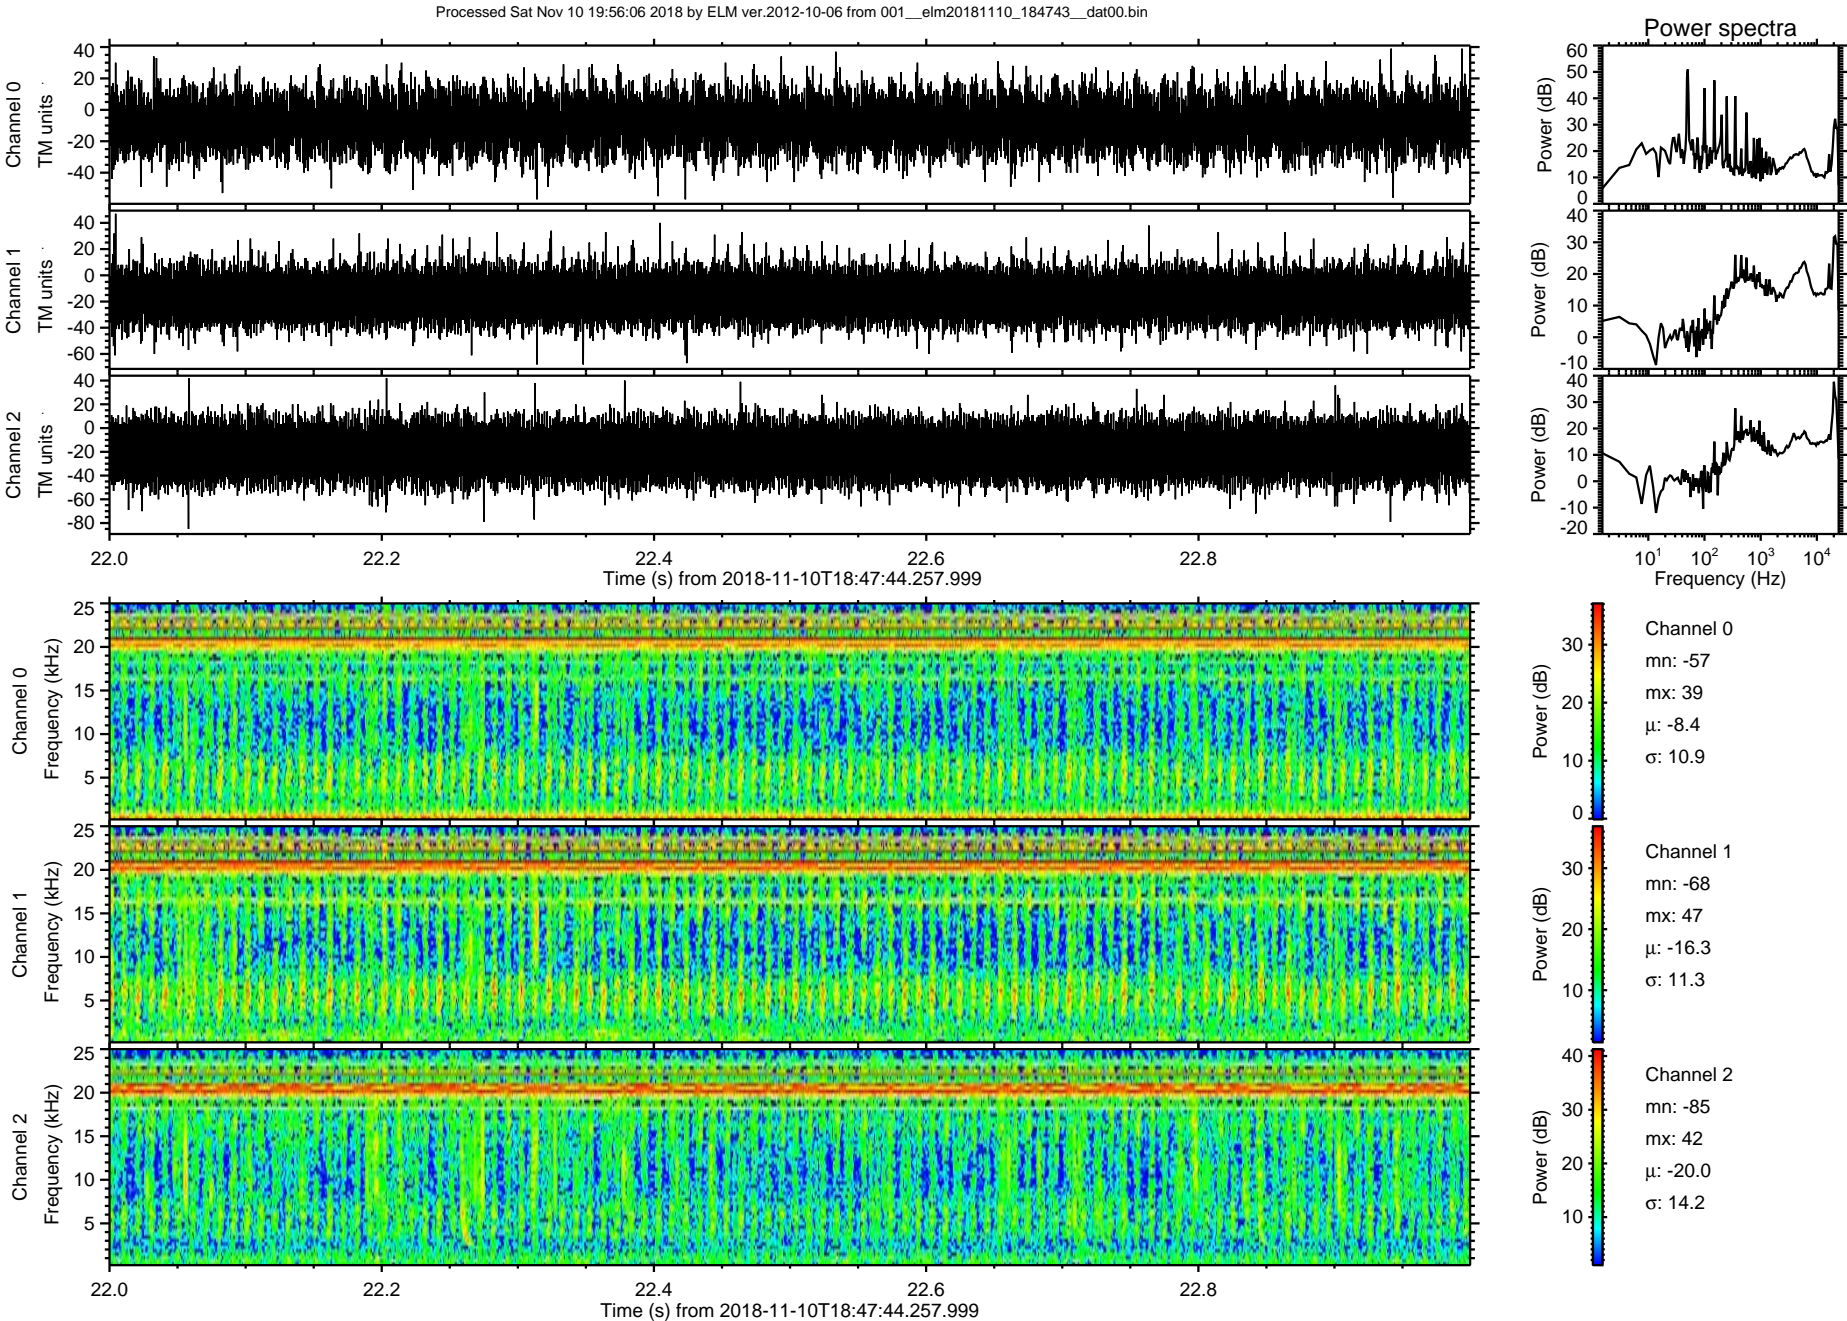 Processed Sat Nov 10 19:56:06 2018 by ELM ver.2012-10-06 from 001__elm20181110_184743__dat00.bin
Power spectra
Channel 0
TM units
40
20
0
-20
-40
Power (dB)
60
50
40
30
20
10
0
Channel 1
TM units
40
20
0
-20
-40
-60
Power (dB)
40
30
20
10
0
-10
Channel 2
TM units
40
20
0
-20
-40
-60
-80
Power (dB)
40
30
20
10
0
-10
-20
22.0 22.2 22.4 22.6 22.8
Time (s) from 2018-11-10T18:47:44.257.999
10¹ 10² 10³ 10⁴
Frequency (Hz)
Channel 0
Frequency (kHz)
25
20
15
10
5
Power (dB)
30
20
10
0
Channel 0
mn: -57
mx: 39
μ: -8.4
σ: 10.9
Channel 1
Frequency (kHz)
25
20
15
10
5
Power (dB)
30
20
10
Channel 1
mn: -68
mx: 47
μ: -16.3
σ: 11.3
Channel 2
Frequency (kHz)
25
20
15
10
5
Power (dB)
40
30
20
10
Channel 2
mn: -85
mx: 42
μ: -20.0
σ: 14.2
22.0 22.2 22.4 22.6 22.8
Time (s) from 2018-11-10T18:47:44.257.999